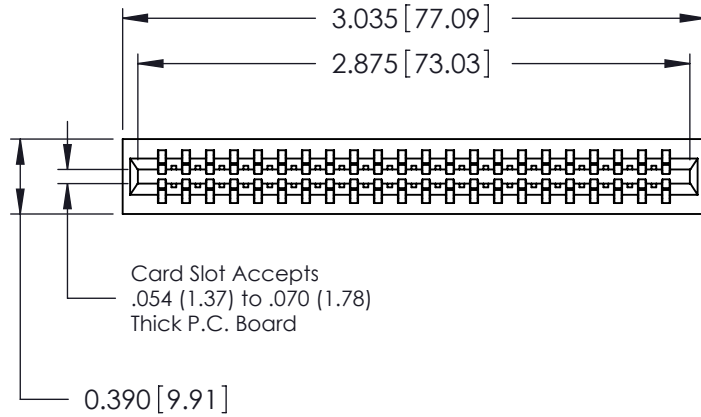 3.035 [77.09]
2.875 [73.03]
Card Slot Accepts
.054 (1.37) to .070 (1.78)
Thick P.C. Board
0.390 [9.91]